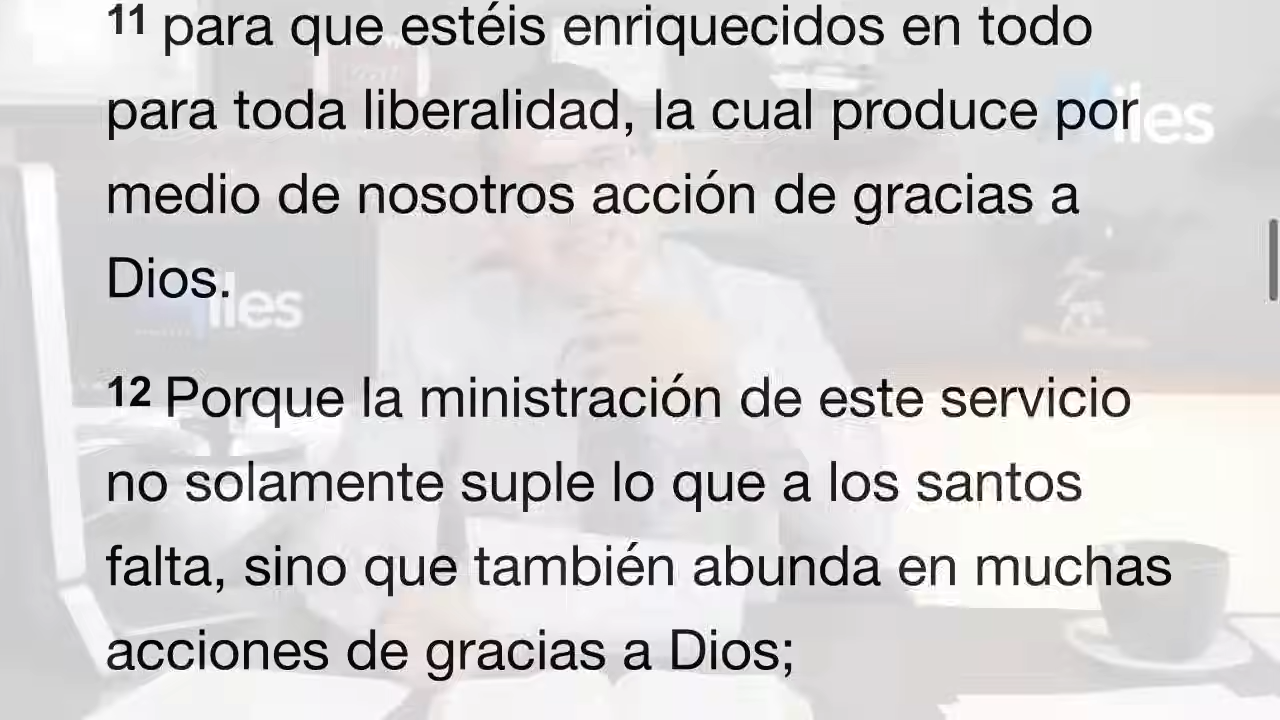 11 para que estéis enriquecidos en todo
para toda liberalidad, la cual produce por
medio de nosotros acción de gracias a
Dios.
12 Porque la ministración de este servicio
no solamente suple lo que a los santos
falta, sino que también abunda en muchas
acciones de gracias a Dios;